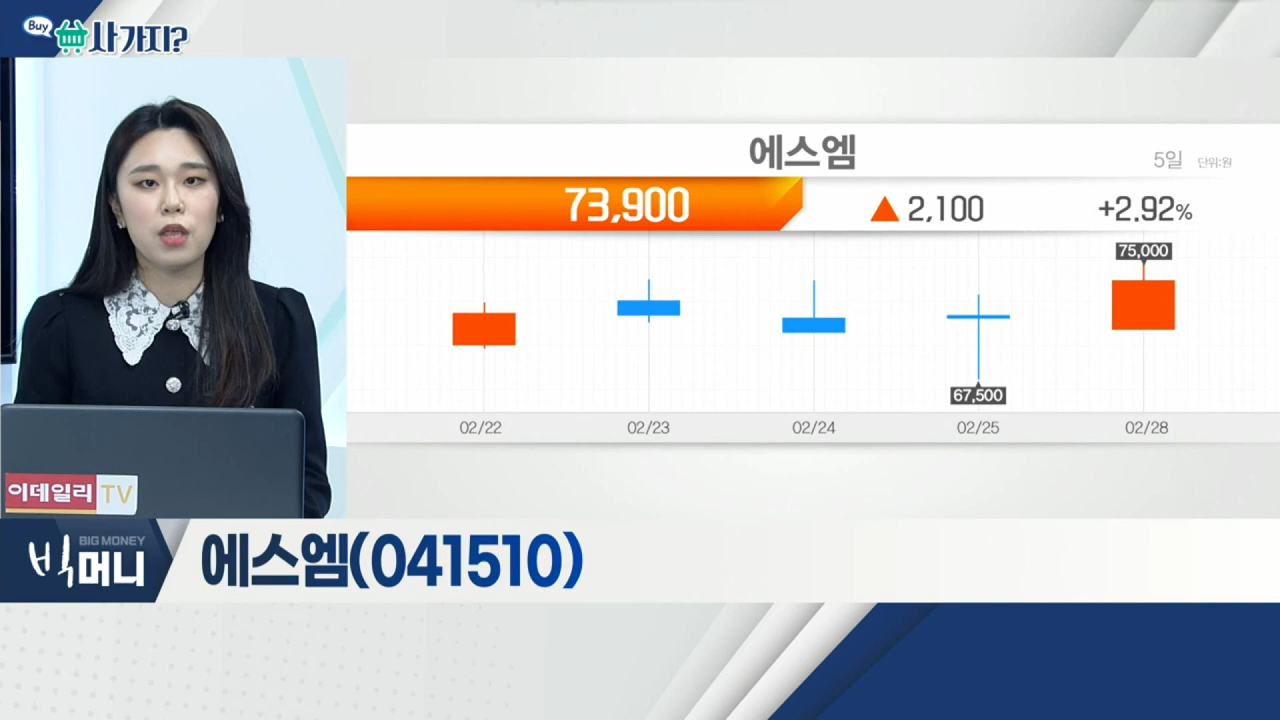 Buy 사 가지?
에스엠
5일 단위:원
73,900 ▲ 2,100 +2.92%
75,000
67,500
02/22 02/23 02/24 02/25 02/28
이데일리 TV
BIG MONEY
빅머니
에스엠(041510)